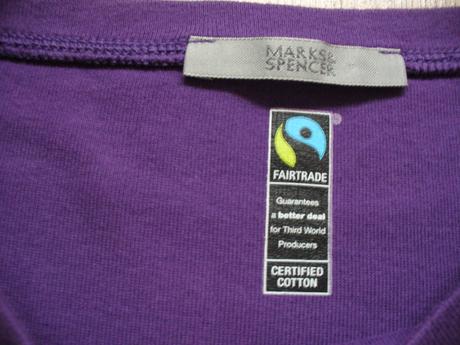 MARKS&
SPENCER
FAIRTRADE
Guarantees
a better deal
for Third World
Producers
CERTIFIED
COTTON